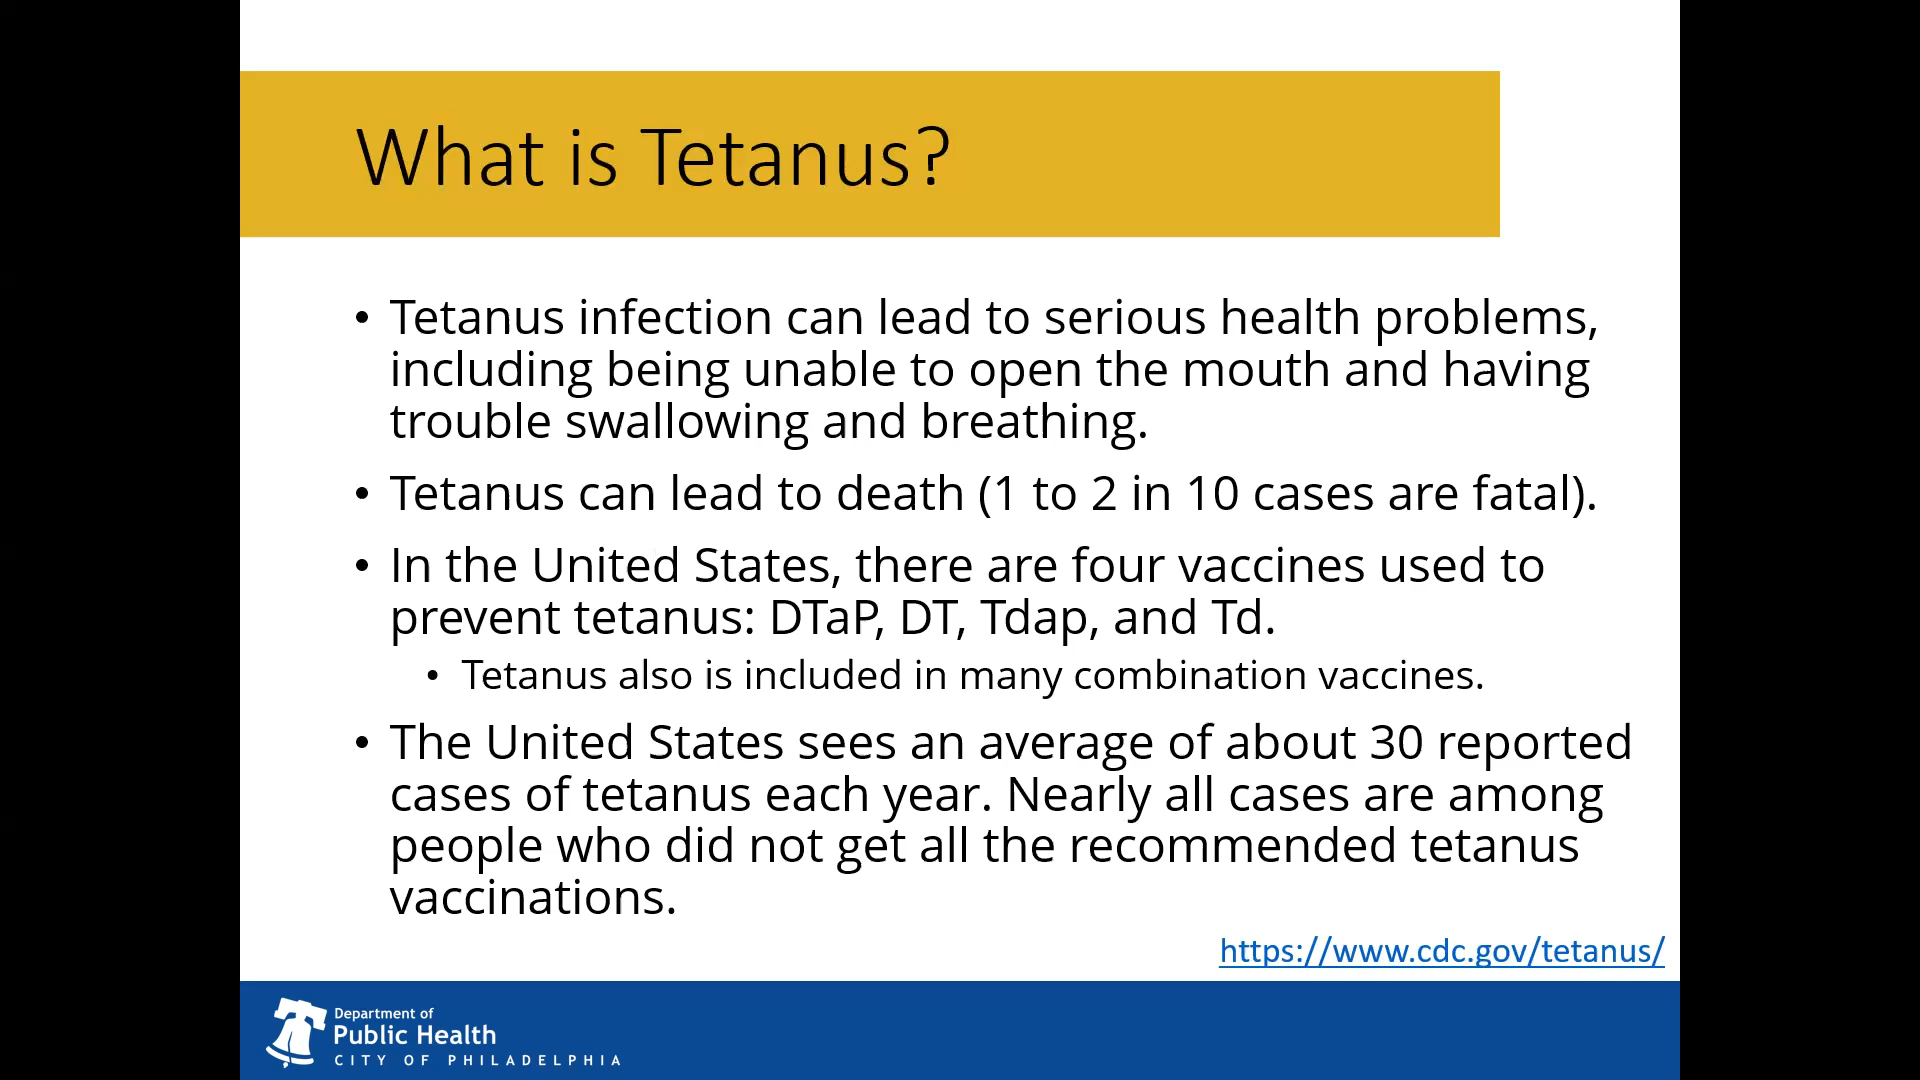 What is Tetanus?
• Tetanus infection can lead to serious health problems,
including being unable to open the mouth and having
trouble swallowing and breathing.
• Tetanus can lead to death (1 to 2 in 10 cases are fatal).
• In the United States, there are four vaccines used to
prevent tetanus: DTaP, DT, Tdap, and Td.
• Tetanus also is included in many combination vaccines.
• The United States sees an average of about 30 reported
cases of tetanus each year. Nearly all cases are among
people who did not get all the recommended tetanus
vaccinations.
https://www.cdc.gov/tetanus/
Department of
Public Health
CITY OF PHILADELPHIA